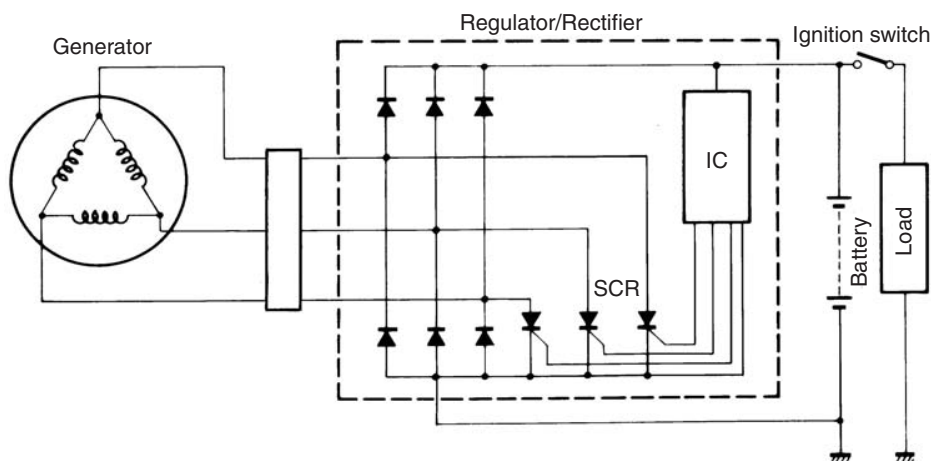 Regulator/Rectifier
Generator
Ignition switch
IC
SCR
Battery
Load